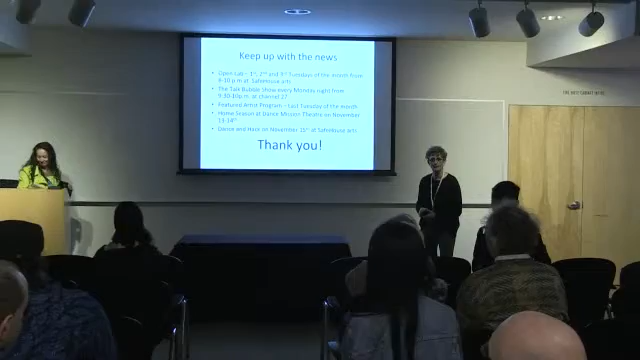 Keep up with the news
Open Lab – 1st, 2nd and 3rd Tuesdays of the month from
6-10 p.m at SafeHouse arts
The Talk Bubble show every Monday night from
9:30-10p.m. at channel 27
Featured Artist Program – Last Tuesday of the month
Home Season at Dance Mission Theatre on November
13-14th
Dance and Hack on November 15th at SafeHouse arts
Thank you!